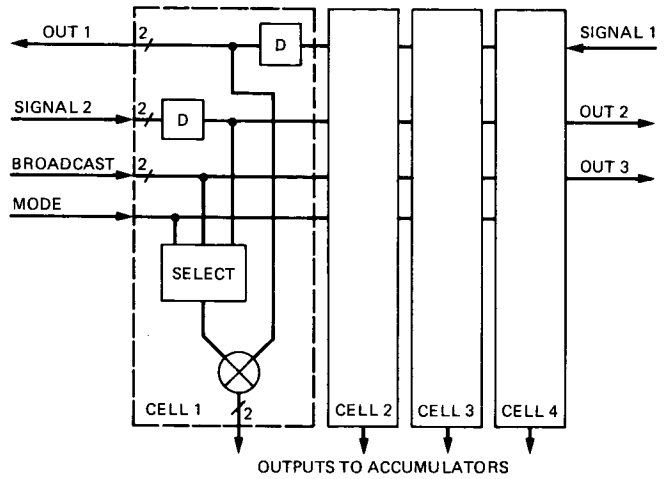 OUT 1
2
D
SIGNAL 1
SIGNAL 2
2
D
OUT 2
BROADCAST
2
OUT 3
MODE
SELECT
CELL 1
2
CELL 2
CELL 3
CELL 4
OUTPUTS TO ACCUMULATORS